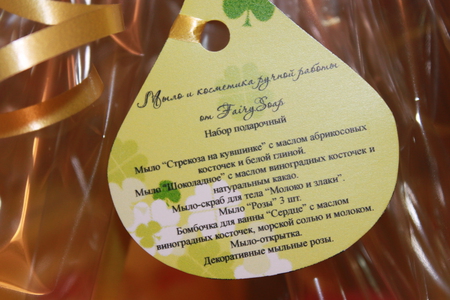 Мыло и косметика ручной работы
от FairySoap
Набор подарочный
Мыло "Стрекоза на кувшинке" с маслом абрикосовых
косточек и белой глиной.
Мыло "Шоколадное" с маслом виноградных косточек и
натуральным какао.
Мыло-скраб для тела "Молоко и злаки".
Мыло "Розы" 3 шт.
Бомбочка для ванны "Сердце" с маслом
виноградных косточек, морской солью и молоком.
Мыло-открытка.
Декоративные мыльные розы.